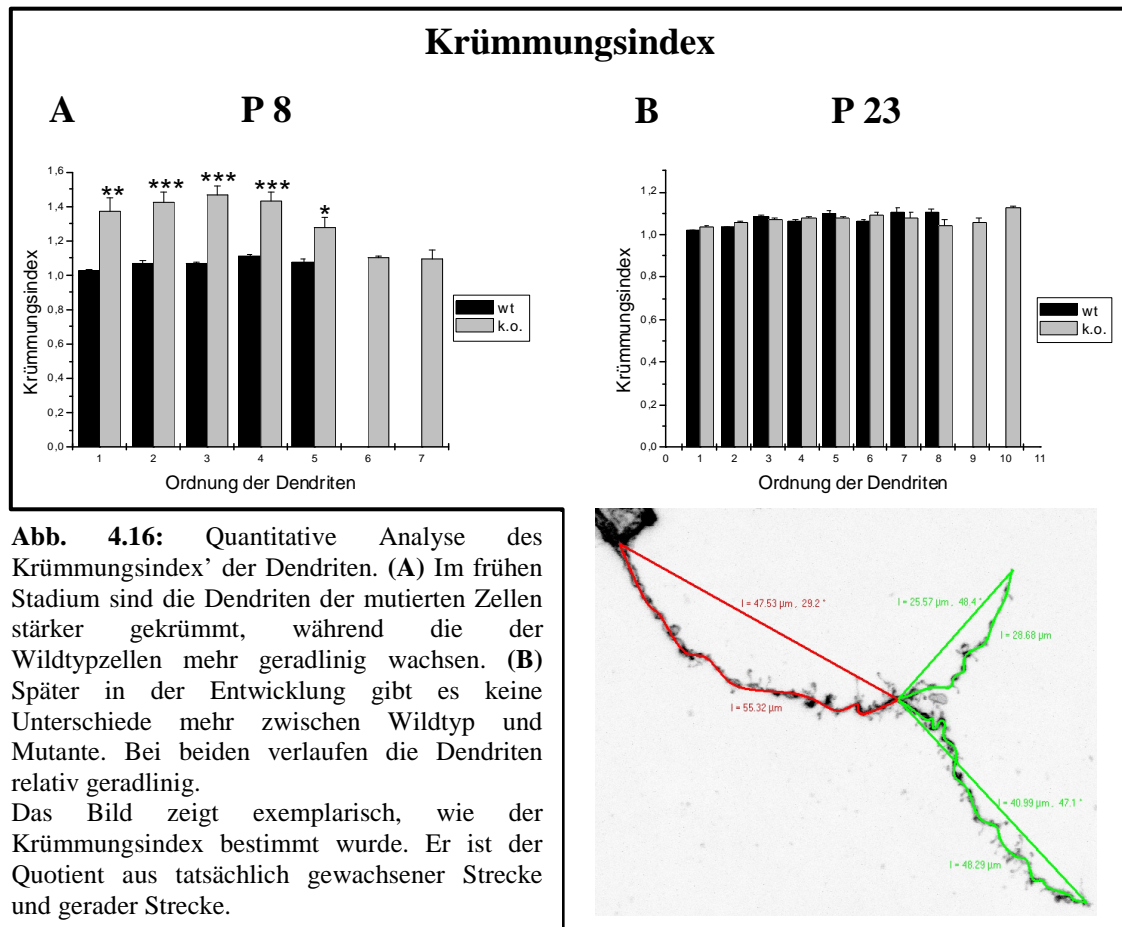 Krümmungsindex
A P 8
B P 23
1,6
1,4
1,2
1,0
0,8
0,6
0,4
0,2
0,0
Krümmungsindex
** *** *** *** *
1 2 3 4 5 6 7
Ordnung der Dendriten
wt
k.o.
1,2
1,0
0,8
0,6
0,4
0,2
0,0
Krümmungsindex
0 1 2 3 4 5 6 7 8 9 10 11
Ordnung der Dendriten
wt
k.o.
Abb. 4.16: Quantitative Analyse des
Krümmungsindex’ der Dendriten. (A) Im frühen
Stadium sind die Dendriten der mutierten Zellen
stärker gekrümmt, während die der
Wildtypzellen mehr geradlinig wachsen. (B)
Später in der Entwicklung gibt es keine
Unterschiede mehr zwischen Wildtyp und
Mutante. Bei beiden verlaufen die Dendriten
relativ geradlinig.
Das Bild zeigt exemplarisch, wie der
Krümmungsindex bestimmt wurde. Er ist der
Quotient aus tatsächlich gewachsener Strecke
und gerader Strecke.
l = 47.53 µm , 29.2 °
l = 25.57 µm , 48.4 °
l = 28.68 µm
l = 55.32 µm
l = 40.99 µm , 47.1 °
l = 48.29 µm